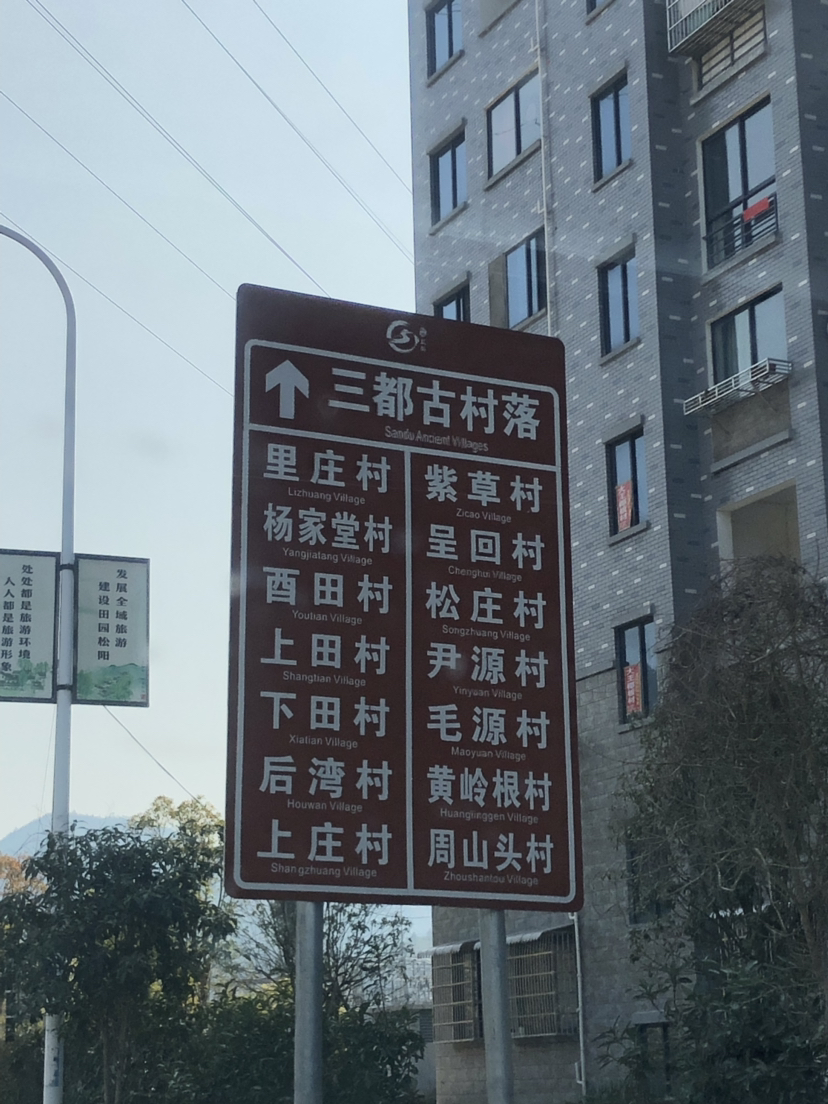 三都古村落
Sandu Ancient Villages
里庄村
Lizhuang Village
杨家堂村
Yangjiatang Village
酉田村
Youtian Village
上田村
Shangtian Village
下田村
Xiatian Village
后湾村
Houwan Village
上庄村
Shangzhuang Village
紫草村
Zicao Village
呈回村
Chenghui Village
松庄村
Songzhuang Village
尹源村
Yinyuan Village
毛源村
Maoyuan Village
黄岭根村
Huanglinggen Village
周山头村
Zhoushantou Village
处处都是旅游环境
人人都是旅游形象
发展全域旅游
建设田园松阳